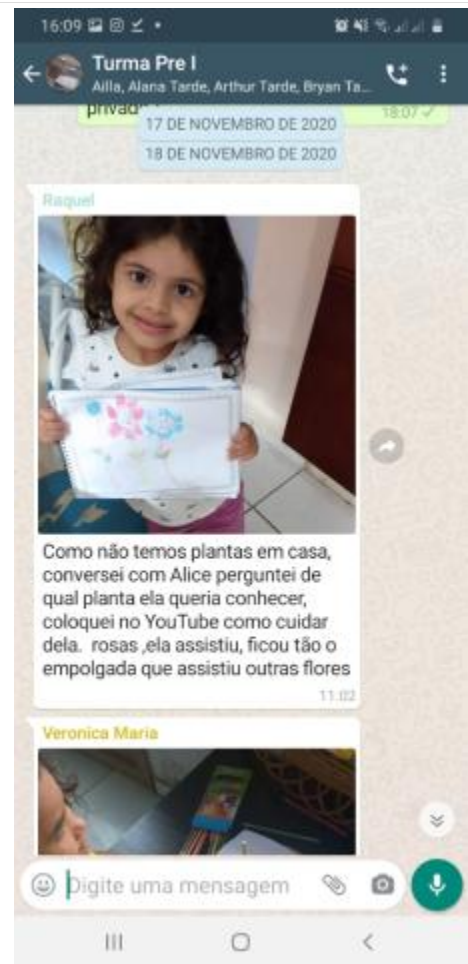 16:09
Turma Pre I
Ailla, Alana Tarde, Arthur Tarde, Bryan Ta...
privad
18:07
17 DE NOVEMBRO DE 2020
18 DE NOVEMBRO DE 2020
Raquel
Como não temos plantas em casa,
conversei com Alice perguntei de
qual planta ela queria conhecer,
coloquei no YouTube como cuidar
dela. rosas ,ela assistiu, ficou tão o
empolgada que assistiu outras flores
11:02
Veronica Maria
Digite uma mensagem